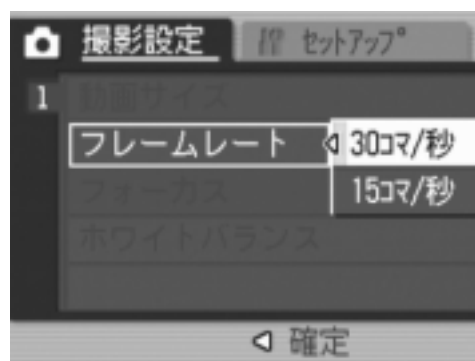 撮影設定 セットアップ
1 動画サイズ
フレームレート 30コマ/秒
フォーカス 15コマ/秒
ホワイトバランス
確定